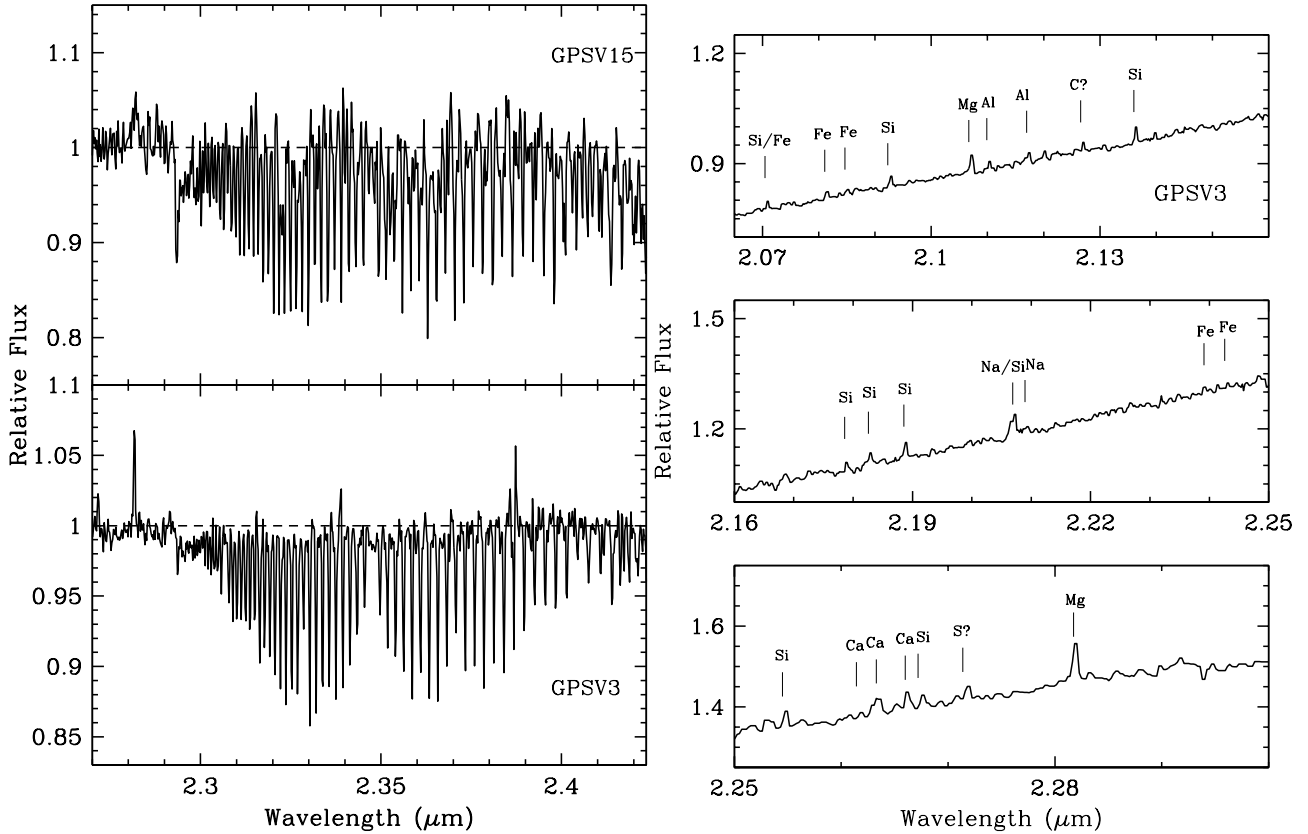 1.1
GPSV15
1
0.9
0.8
1.1
1.05
1
0.95
0.9
GPSV3
0.85
2.3 2.35 2.4
Wavelength (μm)
Relative Flux
1.2
Si/Fe Fe Fe Si Mg Al Al C? Si
0.9
GPSV3
2.07 2.1 2.13
1.5
Si Si Si Na/Si Na Fe Fe
1.2
2.16 2.19 2.22 2.25
Relative Flux
1.6
Si Ca Ca Ca Si S? Mg
1.4
2.25 2.28
Wavelength (μm)